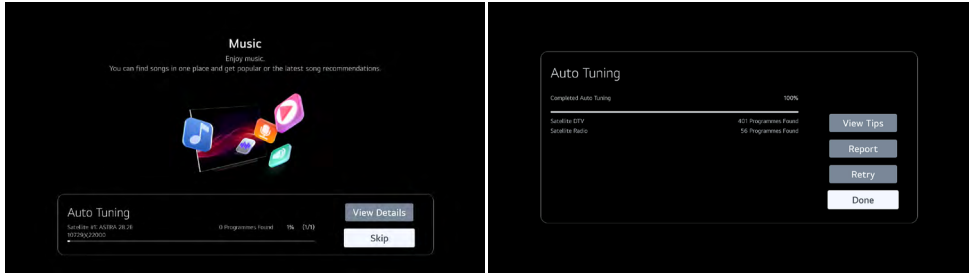 Music
Enjoy music.
You can find songs in one place and get popular or the latest song recommendations.
Auto Tuning
View Details
Satellite #1: ASTRA 28.2E
0 Programmes Found 1% (1/1)
10729|V,22000
Skip
Auto Tuning
Completed Auto Tuning 100%
Satellite DTV 401 Programmes Found
Satellite Radio 56 Programmes Found
View Tips
Report
Retry
Done